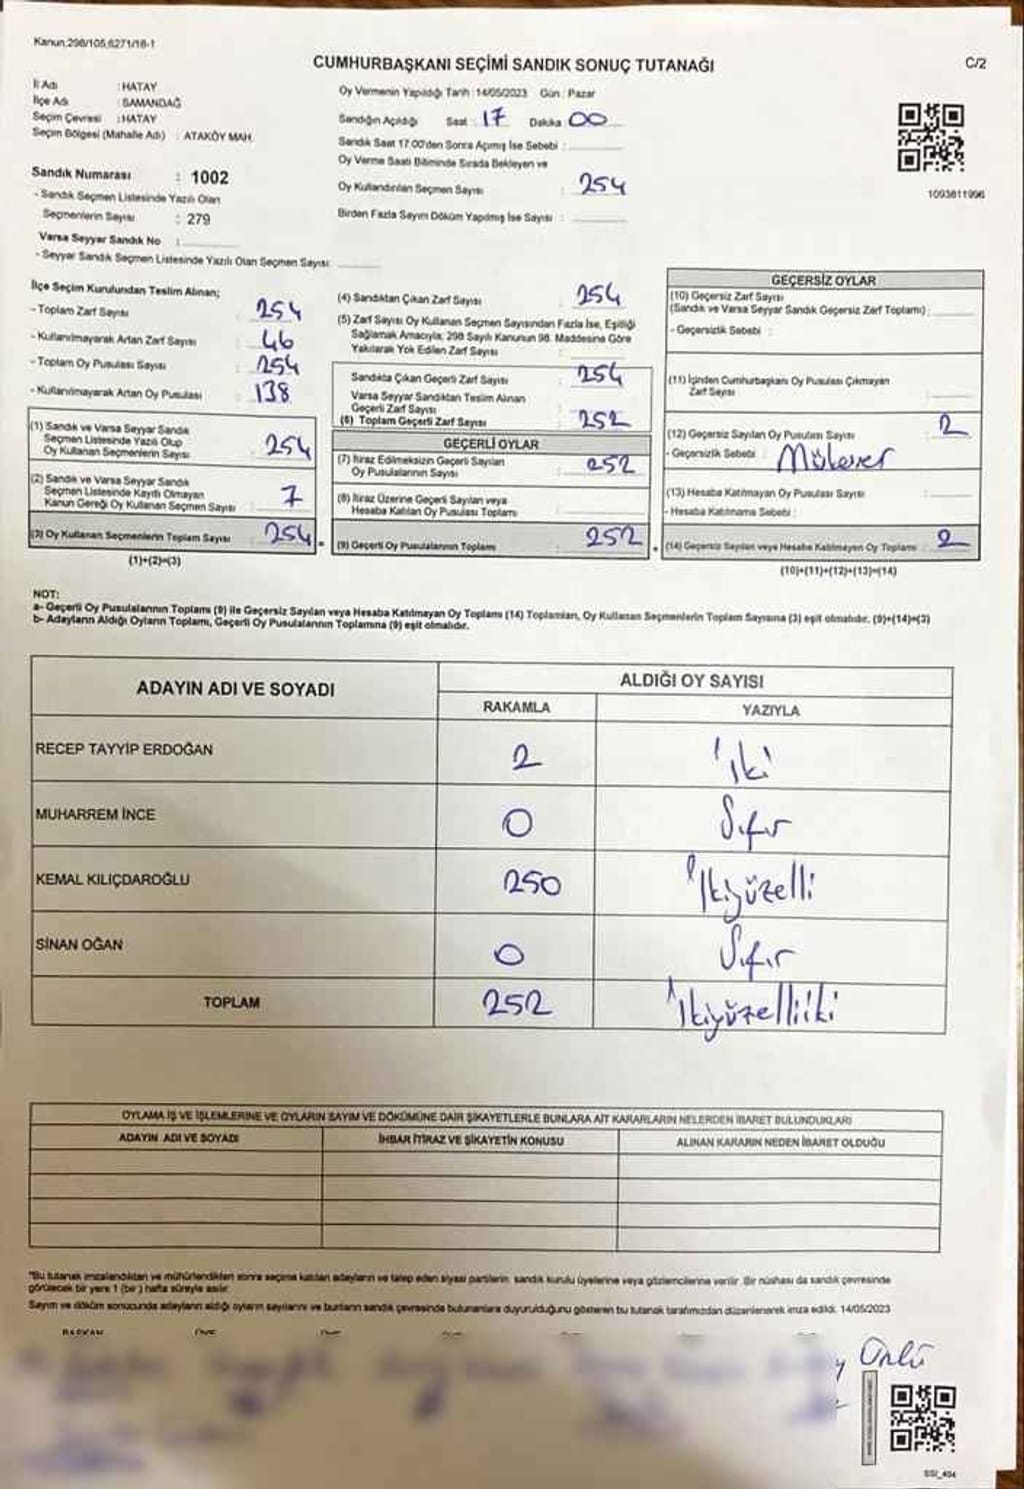 Kanun:298/105,6271/18-1
CUMHURBAŞKANI SEÇİMİ SANDIK SONUÇ TUTANAĞI
C/2
İl Adı : HATAY
İlçe Adı : SAMANDAĞ
Seçim Çevresi : HATAY
Seçim Bölgesi (Mahalle Adı) : ATAKÖY MAH.
Sandık Numarası : 1002
- Sandık Seçmen Listesinde Yazılı Olan
Seçmenlerin Sayısı : 279
Varsa Seyyar Sandık No :
- Seyyar Sandık Seçmen Listesinde Yazılı Olan Seçmen Sayısı:
Oy Vermenin Yapıldığı Tarih : 14/05/2023 Gün : Pazar
Sandığın Açıldığı Saat : 17 Dakika : 00
Sandık Saat 17.00'den Sonra Açılmış İse Sebebi :
Oy Verme Saati Bitiminde Sırada Bekleyen ve
Oy Kullandırılan Seçmen Sayısı : 254
Birden Fazla Sayım Döküm Yapılmış İse Sayısı :
1093811996
İlçe Seçim Kurulundan Teslim Alınan;
- Toplam Zarf Sayısı : 254
- Kullanılmayarak Artan Zarf Sayısı : 46
- Toplam Oy Pusulası Sayısı : 254
- Kullanılmayarak Artan Oy Pusulası : 138
(1) Sandık ve Varsa Seyyar Sandık
Seçmen Listesinde Yazılı Olup
Oy Kullanan Seçmenlerin Sayısı : 254
(2) Sandık ve Varsa Seyyar Sandık
Seçmen Listesinde Kayıtlı Olmayan
Kanun Gereği Oy Kullanan Seçmen Sayısı : 7
(3) Oy Kullanan Seçmenlerin Toplam Sayısı : 254 =
(1)+(2)=(3)
(4) Sandıktan Çıkan Zarf Sayısı : 254
(5) Zarf Sayısı Oy Kullanan Seçmen Sayısından Fazla İse, Eşitliği
Sağlamak Amacıyla; 298 Sayılı Kanunun 98. Maddesine Göre
Yakılarak Yok Edilen Zarf Sayısı :
Sandıkta Çıkan Geçerli Zarf Sayısı : 254
Varsa Seyyar Sandıktan Teslim Alınan
Geçerli Zarf Sayısı :
(6) Toplam Geçerli Zarf Sayısı : 252
GEÇERLİ OYLAR
(7) İtiraz Edilmeksizin Geçerli Sayılan
Oy Pusulalarının Sayısı : 252
(8) İtiraz Üzerine Geçerli Sayılan veya
Hesaba Katılan Oy Pusulası Toplamı :
(9) Geçerli Oy Pusulalarının Toplamı : 252
GEÇERSİZ OYLAR
(10) Geçersiz Zarf Sayısı
(Sandık ve Varsa Seyyar Sandık Geçersiz Zarf Toplamı) :
- Geçersizlik Sebebi :
(11) İçinden Cumhurbaşkanı Oy Pusulası Çıkmayan
Zarf Sayısı :
(12) Geçersiz Sayılan Oy Pusulası Sayısı : 2
- Geçersizlik Sebebi :
(13) Hesaba Katılmayan Oy Pusulası Sayısı :
- Hesaba Katılmama Sebebi :
(14) Geçersiz Sayılan veya Hesaba Katılmayan Oy Toplamı : 2
(10)+(11)+(12)+(13)=(14)
NOT:
a- Geçerli Oy Pusulalarının Toplamı (9) ile Geçersiz Sayılan veya Hesaba Katılmayan Oy Toplamı (14) Toplamları, Oy Kullanan Seçmenlerin Toplam Sayısına (3) eşit olmalıdır. (9)+(14)=(3)
b- Adayların Aldığı Oyların Toplamı, Geçerli Oy Pusulalarının Toplamına (9) eşit olmalıdır.
ADAYIN ADI VE SOYADI
ALDIĞI OY SAYISI
RAKAMLA YAZIYLA
RECEP TAYYİP ERDOĞAN 2 İki
MUHARREM İNCE 0 Sıfır
KEMAL KILIÇDAROĞLU 250 İkiyüzelli
SİNAN OĞAN 0 Sıfır
TOPLAM 252 İkiyüzelliiki
OYLAMA İŞ VE İŞLEMLERİNE VE OYLARIN SAYIM VE DÖKÜMÜNE DAİR ŞİKAYETLERLE BUNLARA AİT KARARLARIN NELERDEN İBARET BULUNDUKLARI
ADAYIN ADI VE SOYADI İHBAR İTİRAZ VE ŞİKAYETİN KONUSU ALINAN KARARIN NEDEN İBARET OLDUĞU
"Bu tutanak imzalandıktan ve mühürlendikten sonra seçime katılan adayların ve talep eden siyasi partilerin sandık kurulu üyelerine veya gözlemcilerine verilir. Bir nüshası da sandık çevresinde
görülecek bir yere 1 (bir) hafta süreyle asılır.
Sayım ve döküm sonucunda adayların aldığı oyların sayılarını ve bunların sandık çevresinde bulunanlara duyurulduğunu gösteren bu tutanak tarafımızdan düzenlenerek imza edildi. 14/05/2023
BAŞKAN ÜYE
Ünlü
SSI_404